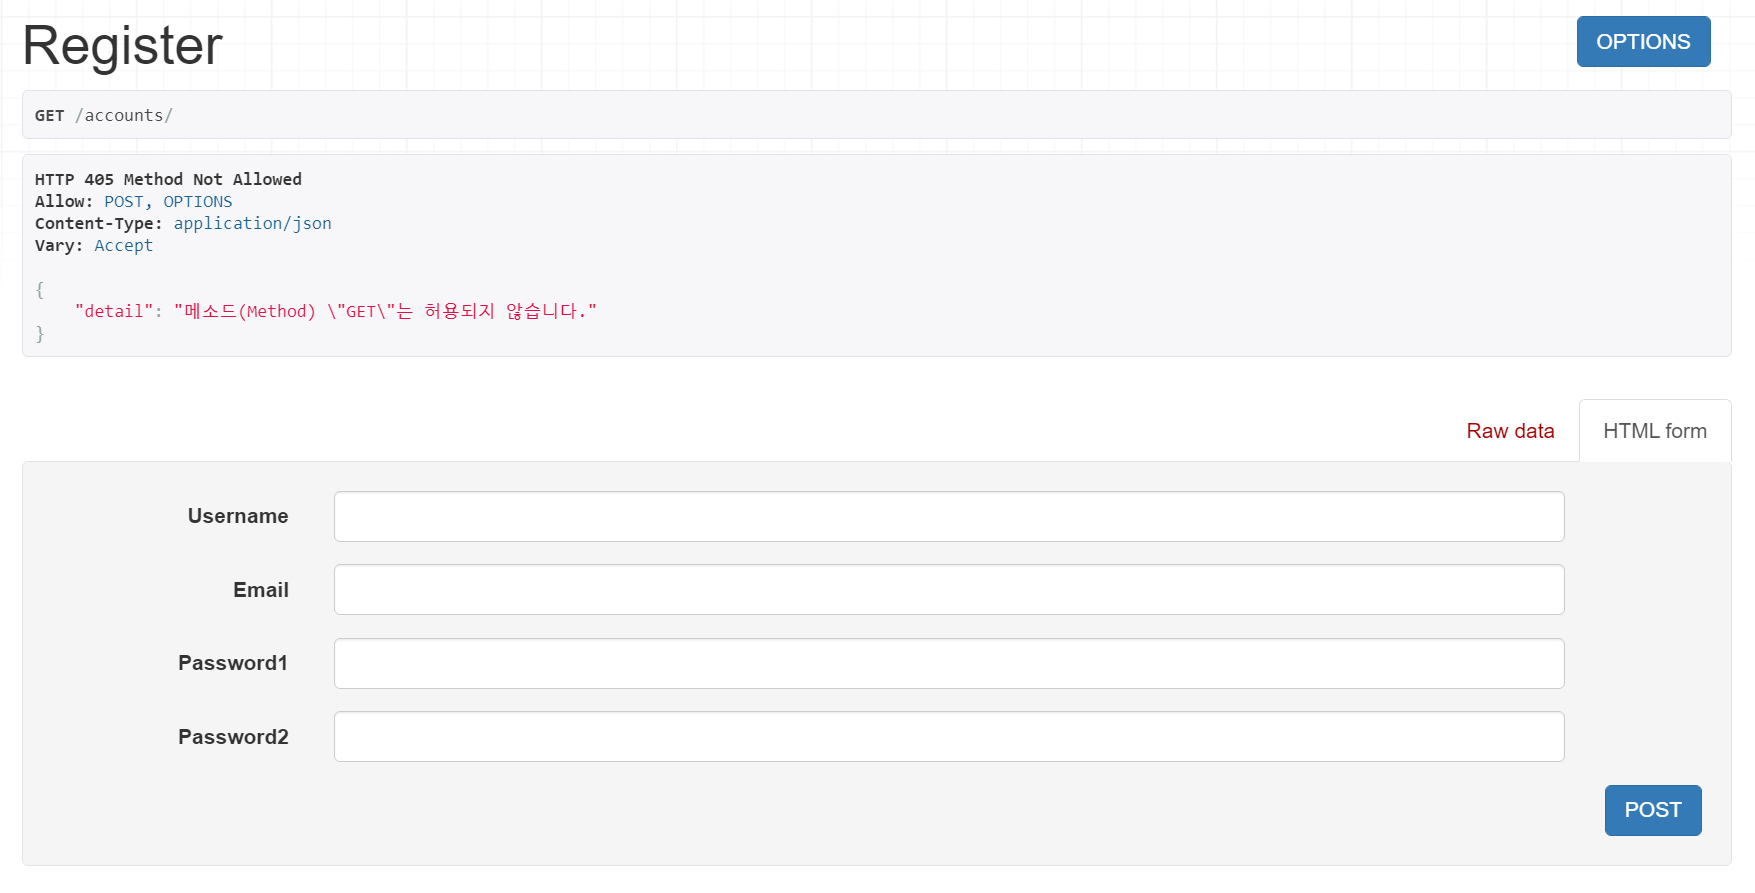 Register
OPTIONS
GET /accounts/
HTTP 405 Method Not Allowed
Allow: POST, OPTIONS
Content-Type: application/json
Vary: Accept
{
    "detail": "메소드(Method) \"GET\"는 허용되지 않습니다."
}
Raw data
HTML form
Username
Email
Password1
Password2
POST